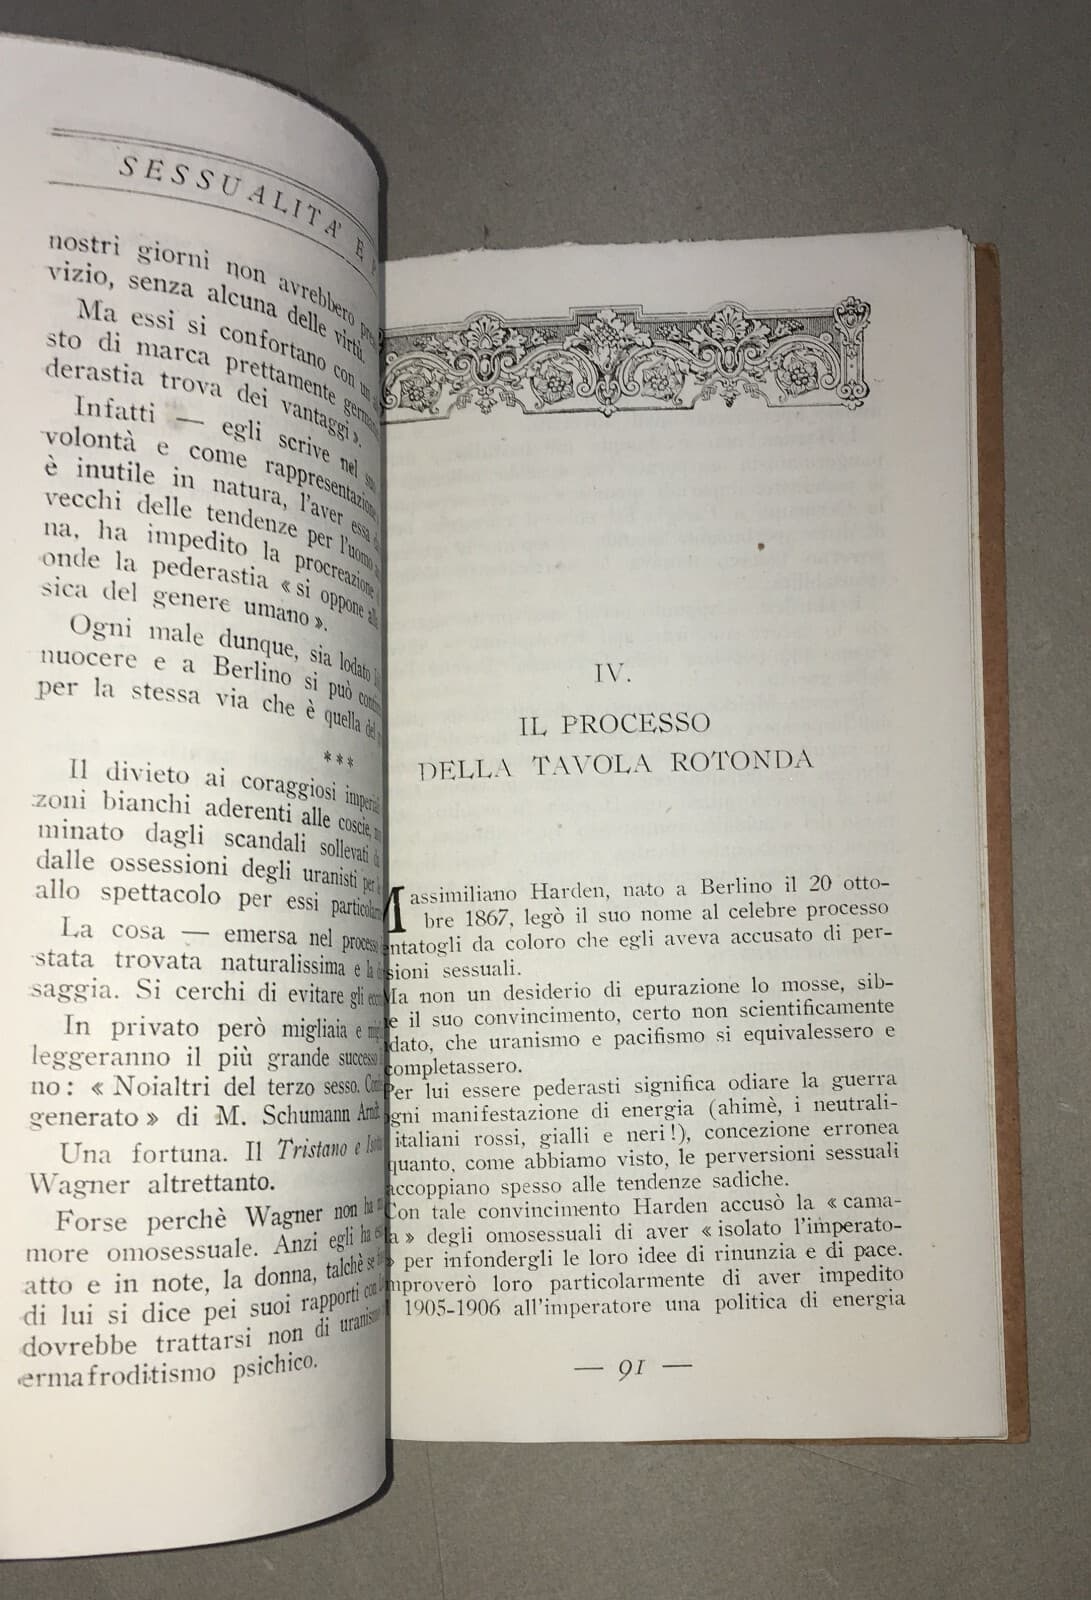 SESSUALITA' E
nostri giorni non avrebbero
vizio, senza alcuna delle virtù.
Ma essi si confortano con un
sto di marca prettamente
derastia trova dei vantaggi ».
Infatti — egli scrive nel
volontà e come rappresentazione
è inutile in natura, l'aver essa
vecchi delle tendenze per l'uomo
na, ha impedito la procreazione
onde la pederastia « si oppone
sica del genere umano ».
Ogni male dunque, sia lodato
nuocere e a Berlino si può
per la stessa via che è quella del
***
Il divieto ai coraggiosi
zoni bianchi aderenti alle coscie,
minato dagli scandali sollevati
dalle ossessioni degli uranisti per
allo spettacolo per essi
La cosa — emersa nel
stata trovata naturalissima e la
saggia. Si cerchi di evitare gli
In privato però migliaia e
leggeranno il più grande successo
no: « Noialtri del terzo sesso.
generato » di M. Schumann
Una fortuna. Il Tristano e
Wagner altrettanto.
Forse perchè Wagner non ha
more omosessuale. Anzi egli ha
atto e in note, la donna, talchè se
di lui si dice pei suoi rapporti con
dovrebbe trattarsi non di
ermafroditismo psichico.
IV.
IL PROCESSO
DELLA TAVOLA ROTONDA
Massimiliano Harden, nato a Berlino il 20 otto-
bre 1867, legò il suo nome al celebre processo
entatogli da coloro che egli aveva accusato di per-
sioni sessuali.
Ma non un desiderio di epurazione lo mosse, sib-
e il suo convincimento, certo non scientificamente
dato, che uranismo e pacifismo si equivalessero e
completassero.
Per lui essere pederasti significa odiare la guerra
ogni manifestazione di energia (ahimè, i neutrali-
italiani rossi, gialli e neri!), concezione erronea
quanto, come abbiamo visto, le perversioni sessuali
accoppiano spesso alle tendenze sadiche.
Con tale convincimento Harden accusò la « cama-
la » degli omosessuali di aver « isolato l'imperato-
» per infondergli le loro idee di rinunzia e di pace.
mproverò loro particolarmente di aver impedito
1905-1906 all'imperatore una politica di energia
— 91 —